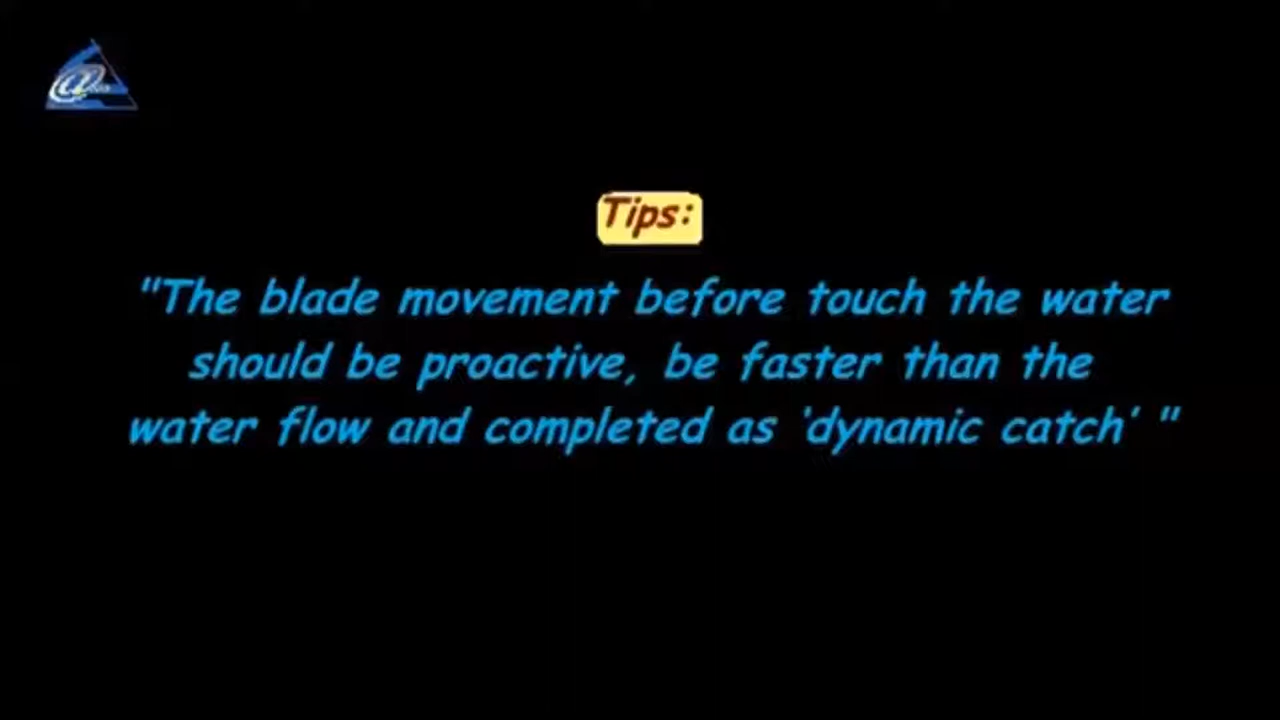 Tips:
"The blade movement before touch the water
should be proactive, be faster than the
water flow and completed as 'dynamic catch' "